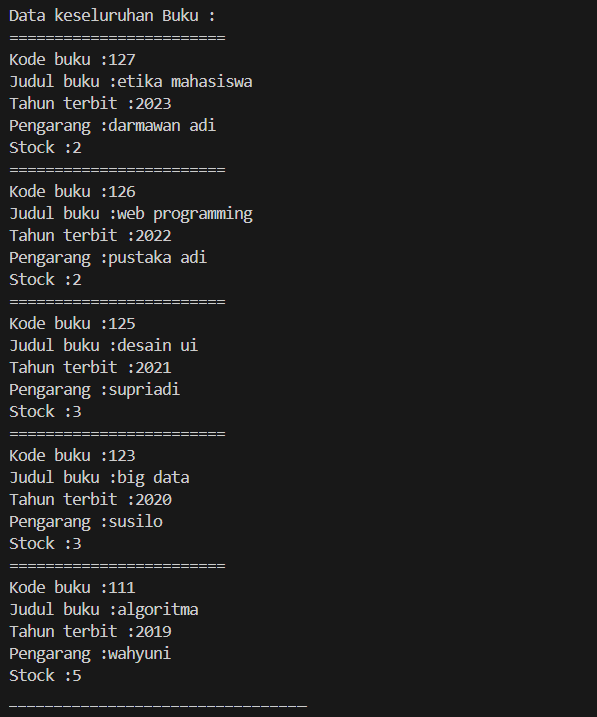 Data keseluruhan Buku :
========================
Kode buku :127
Judul buku :etika mahasiswa
Tahun terbit :2023
Pengarang :darmawan adi
Stock :2
========================
Kode buku :126
Judul buku :web programming
Tahun terbit :2022
Pengarang :pustaka adi
Stock :2
========================
Kode buku :125
Judul buku :desain ui
Tahun terbit :2021
Pengarang :supriadi
Stock :3
========================
Kode buku :123
Judul buku :big data
Tahun terbit :2020
Pengarang :susilo
Stock :3
========================
Kode buku :111
Judul buku :algoritma
Tahun terbit :2019
Pengarang :wahyuni
Stock :5
_________________________________